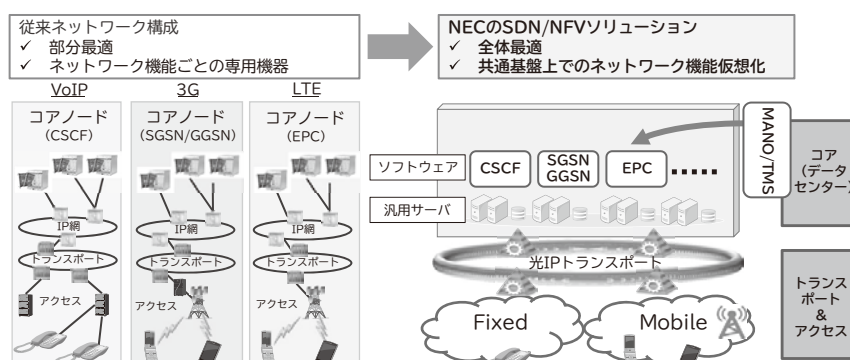 従来ネットワーク構成
✓ 部分最適
✓ ネットワーク機能ごとの専用機器
NECのSDN/NFVソリューション
✓ 全体最適
✓ 共通基盤上でのネットワーク機能仮想化
VoIP
3G
LTE
コアノード
(CSCF)
コアノード
(SGSN/GGSN)
コアノード
(EPC)
IP網
IP網
IP網
トランスポート
トランスポート
トランスポート
アクセス
アクセス
アクセス
ソフトウェア
CSCF
SGSN
GGSN
EPC
汎用サーバ
MANO/TMS
コア
(データ
センター)
光IPトランスポート
Fixed
Mobile
トランス
ポート
&
アクセス